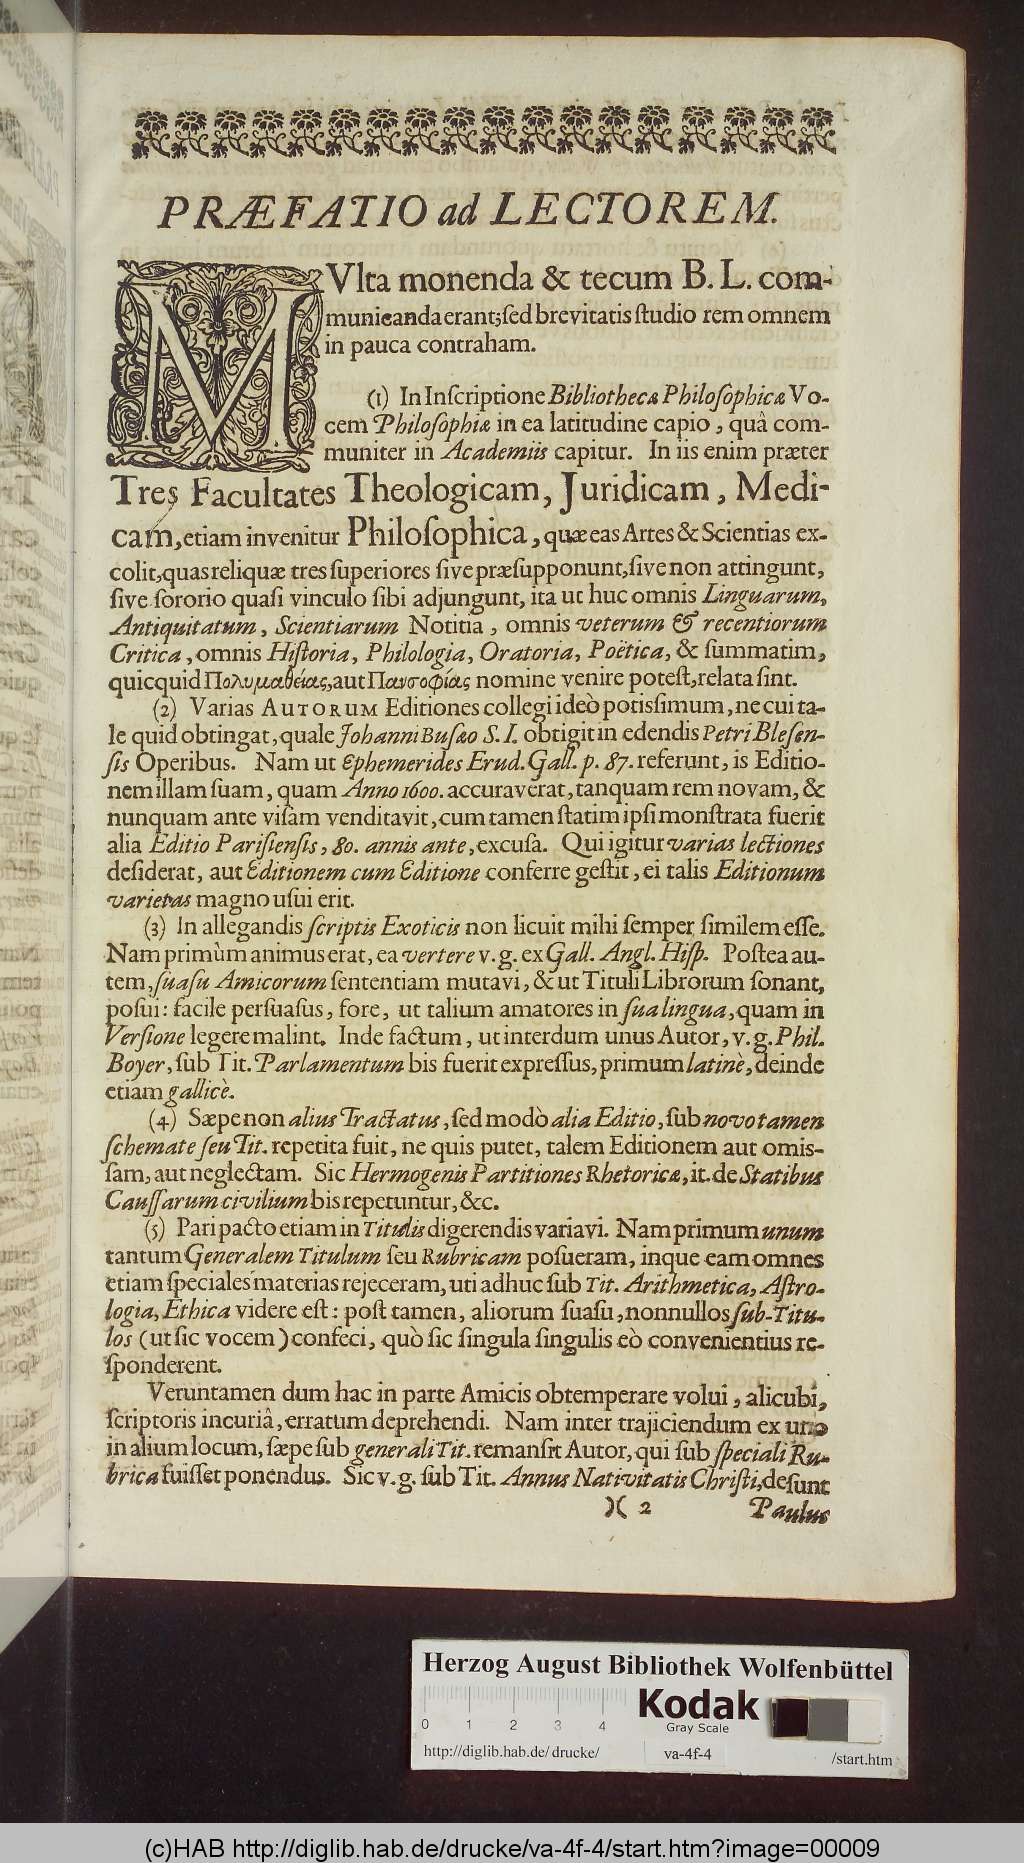 PRÆFATIO ad LECTOREM.
MVlta monenda & tecum B. L. com-
municanda erant; sed brevitatis ſtudio rem omnem
in pauca contraham.
(1) In Inſcriptione Bibliothecæ Philoſophicæ Vo-
cem Philoſophiæ in ea latitudine capio, quâ com-
muniter in Academiis capitur. In iis enim præter
Tres Facultates Theologicam, Juridicam, Medi-
cam, etiam invenitur Philoſophica, quæ eas Artes & Scientias ex-
colit, quas reliquæ tres ſuperiores ſive præſupponunt, ſive non attingunt,
ſive ſororio quaſi vinculo ſibi adjungunt, ita ut huc omnis Linguarum,
Antiquitatum, Scientiarum Notitia, omnis veterum & recentiorum
Critica, omnis Hiſtoria, Philologia, Oratoria, Poëtica, & ſummatim,
quicquid Πολυμαθείας, aut Πανσοφίας nomine venire poteſt, relata ſint.
(2) Varias AUTORUM Editiones collegi ideò potiſſimum, ne cui ta-
le quid obtingat, quale Johanni Buſæo S. I. obtigit in edendis Petri Bleſen-
ſis Operibus. Nam ut Ephemerides Erud. Gall. p. 87. referunt, is Editio-
nem illam ſuam, quam Anno 1600. accuraverat, tanquam rem novam, &
nunquam ante viſam venditavit, cum tamen ſtatim ipſi monſtrata fuerit
alia Editio Pariſienſis, 80. annis ante, excuſa. Qui igitur varias lectiones
deſiderat, aut Editionem cum Editione conferre geſtit, ei talis Editionum
varietas magno uſui erit.
(3) In allegandis ſcriptis Exoticis non licuit mihi ſemper ſimilem eſſe.
Nam primùm animus erat, ea vertere v. g. ex Gall. Angl. Hiſp. Poſtea au-
tem, ſuaſu Amicorum ſententiam mutavi, & ut Tituli Librorum ſonant,
poſui: facile perſuaſus, fore, ut talium amatores in ſua lingua, quam in
Verſione legere malint. Inde factum, ut interdum unus Autor, v. g. Phil.
Boyer, ſub Tit. Parlamentum bis fuerit expreſſus, primum latinè, deinde
etiam gallicè.
(4) Sæpe non alius Tractatus, ſed modò alia Editio, ſub novo tamen
ſchemate ſeu Tit. repetita fuit, ne quis putet, talem Editionem aut omiſ-
ſam, aut neglectam. Sic Hermogenis Partitiones Rhetoricæ, it. de Statibus
Cauſſarum civilium bis repetuntur, &c.
(5) Pari pacto etiam in Titulis digerendis variavi. Nam primum unum
tantum Generalem Titulum ſeu Rubricam poſueram, inque eam omnes
etiam ſpeciales materias rejeceram, uti adhuc ſub Tit. Arithmetica, Aſtro-
logia, Ethica videre eſt: poſt tamen, aliorum ſuaſu, nonnullos ſub-Titu-
los (ut ſic vocem) confeci, quò ſic ſingula ſingulis eò convenientius re-
ſponderent.
Veruntamen dum hac in parte Amicis obtemperare volui, alicubi,
ſcriptoris incuriâ, erratum deprehendi. Nam inter trajiciendum ex uno
in alium locum, ſæpe ſub generali Tit. remanſit Autor, qui ſub ſpeciali Ru-
brica fuiſſet ponendus. Sic v. g. ſub Tit. Annus Nativitatis Chriſti, deſunt
)( 2 Paulus
Herzog August Bibliothek Wolfenbüttel
0 1 2 3 4
Kodak
Gray Scale
http://diglib.hab.de/drucke/ va-4f-4 /start.htm
(c)HAB http://diglib.hab.de/drucke/va-4f-4/start.htm?image=00009